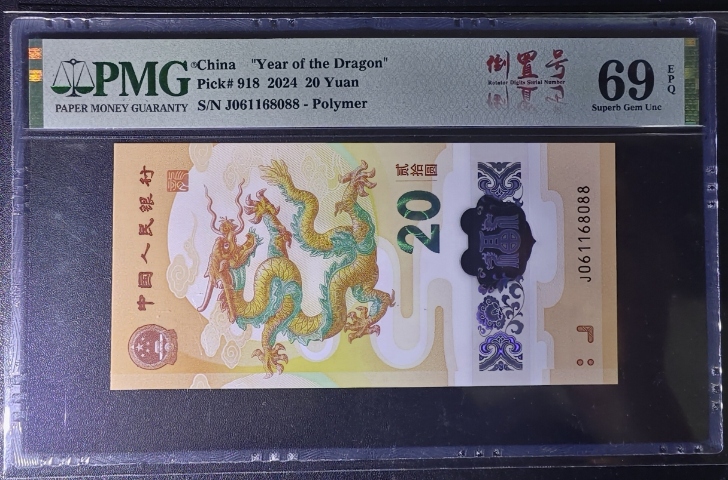 PMG®
PAPER MONEY GUARANTY
China "Year of the Dragon"
Pick# 918 2024 20 Yuan
S/N J061168088 - Polymer
倒置号
Rotator Digits Serial Number
69
EPQ
Superb Gem Unc
中国人民银行
贰拾圆
20
J061168088